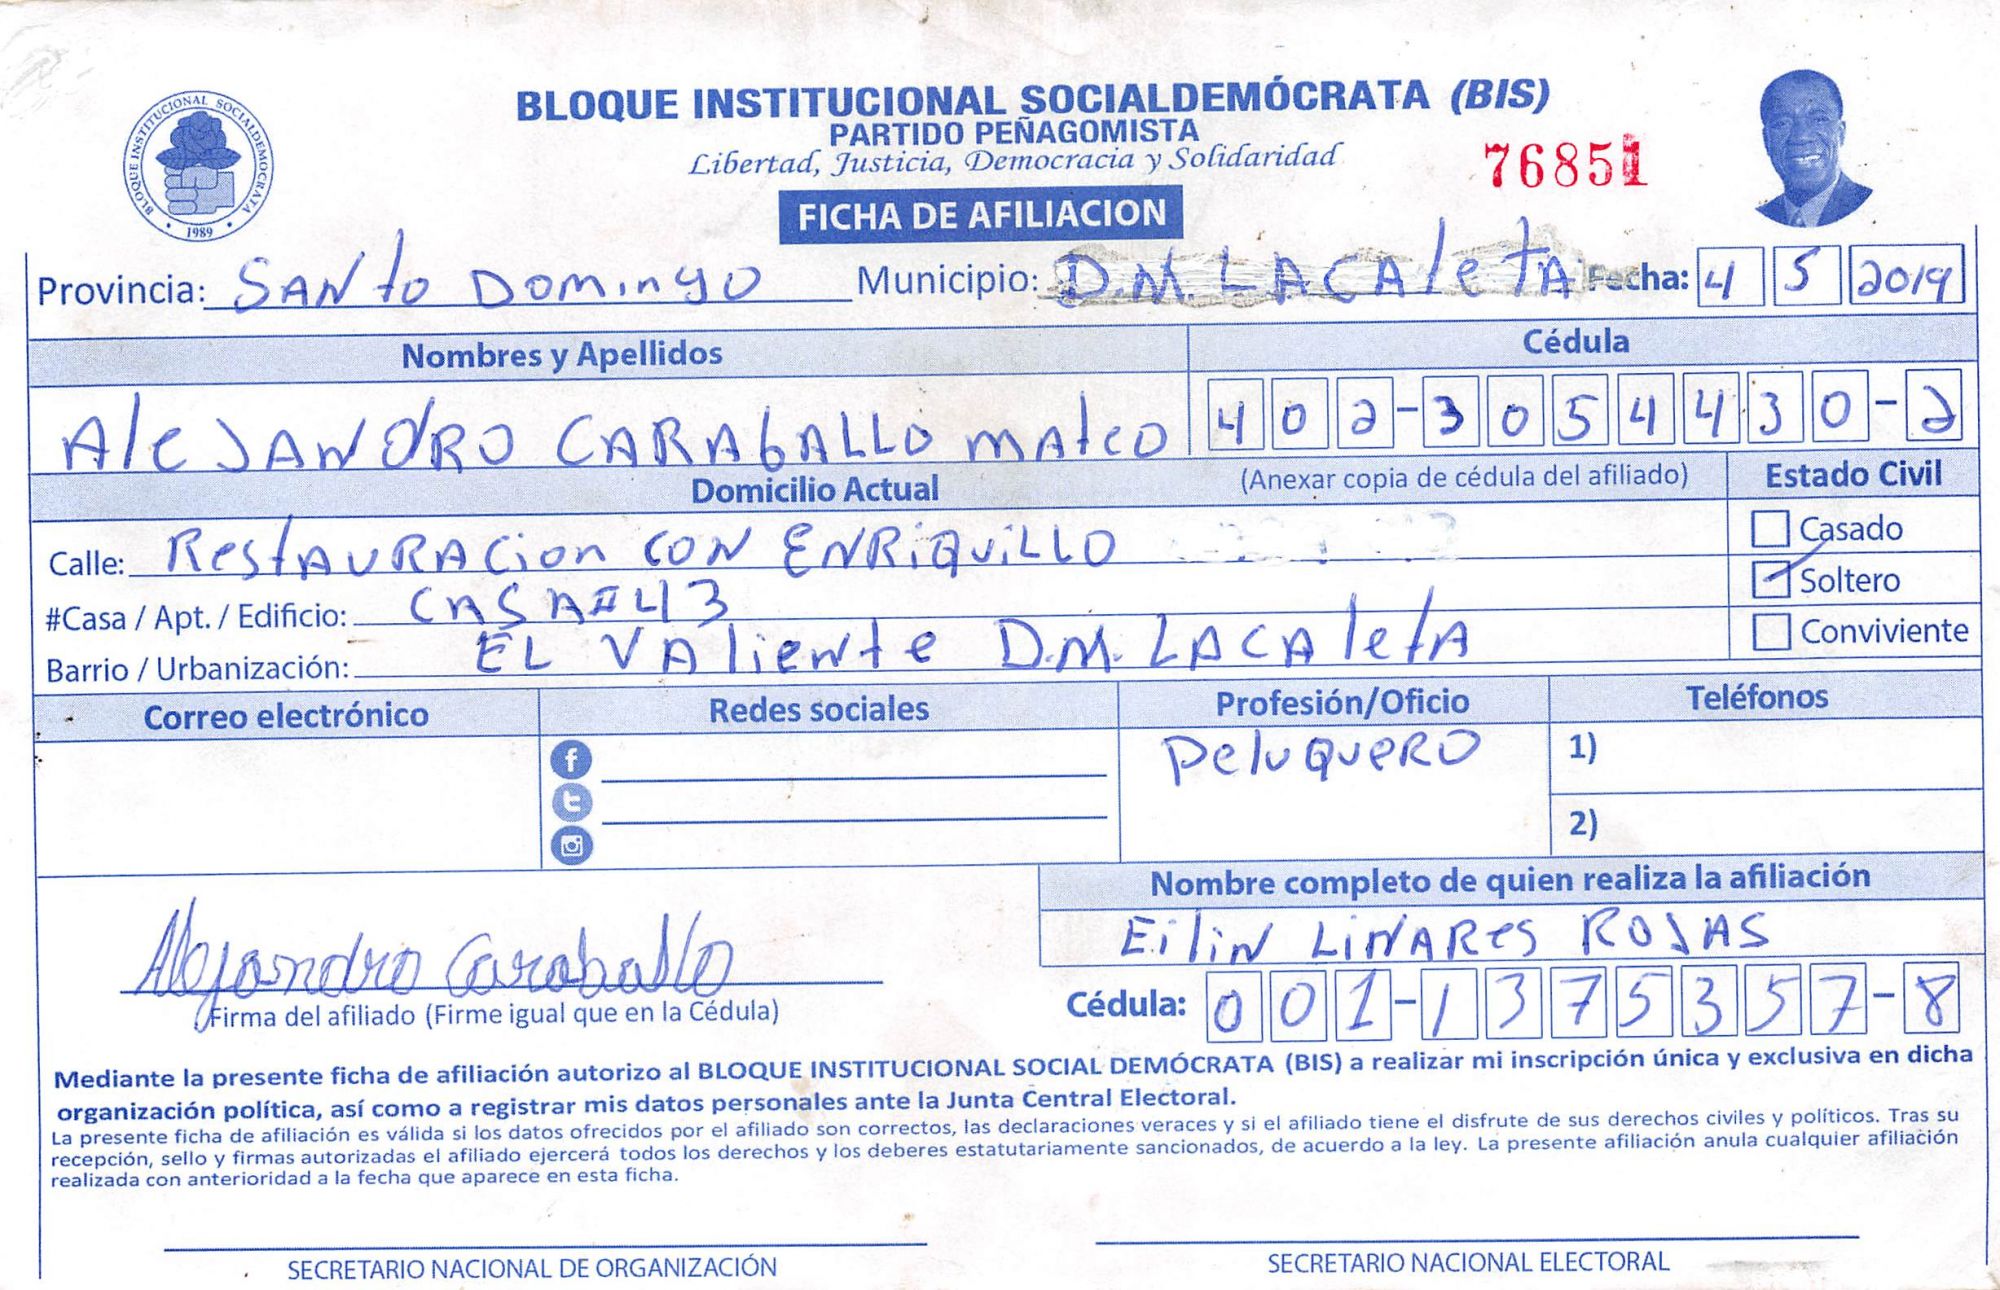 BLOQUE INSTITUCIONAL SOCIALDEMÓCRATA
1989
BLOQUE INSTITUCIONAL SOCIALDEMÓCRATA (BIS)
PARTIDO PEÑAGOMISTA
Libertad, Justicia, Democracia y Solidaridad
76851
FICHA DE AFILIACION
Provincia: SANto DOMINgO Municipio: D.M. LACAletA Fecha: 4 5 2019
Nombres y Apellidos Cédula
AleJANdRO CARAbALLO MAteO 402-3054430-2
Domicilio Actual (Anexar copia de cédula del afiliado) Estado Civil
Calle: RestAURACion CON ENRiQUiLLO Casado
#Casa / Apt. / Edificio: CASA#43 Soltero
Barrio / Urbanización: EL VAliente D.M. LACAletA Conviviente
Correo electrónico Redes sociales Profesión/Oficio Teléfonos
PeluQueRO 1)
2)
Nombre completo de quien realiza la afiliación
EiliN LiNARes ROJAS
Alejandro Caraballo Cédula: 001-1375357-8
Firma del afiliado (Firme igual que en la Cédula)
Mediante la presente ficha de afiliación autorizo al BLOQUE INSTITUCIONAL SOCIAL DEMÓCRATA (BIS) a realizar mi inscripción única y exclusiva en dicha
organización política, así como a registrar mis datos personales ante la Junta Central Electoral.
La presente ficha de afiliación es válida si los datos ofrecidos por el afiliado son correctos, las declaraciones veraces y si el afiliado tiene el disfrute de sus derechos civiles y políticos. Tras su
recepción, sello y firmas autorizadas el afiliado ejercerá todos los derechos y los deberes estatutariamente sancionados, de acuerdo a la ley. La presente afiliación anula cualquier afiliación
realizada con anterioridad a la fecha que aparece en esta ficha.
SECRETARIO NACIONAL DE ORGANIZACIÓN SECRETARIO NACIONAL ELECTORAL